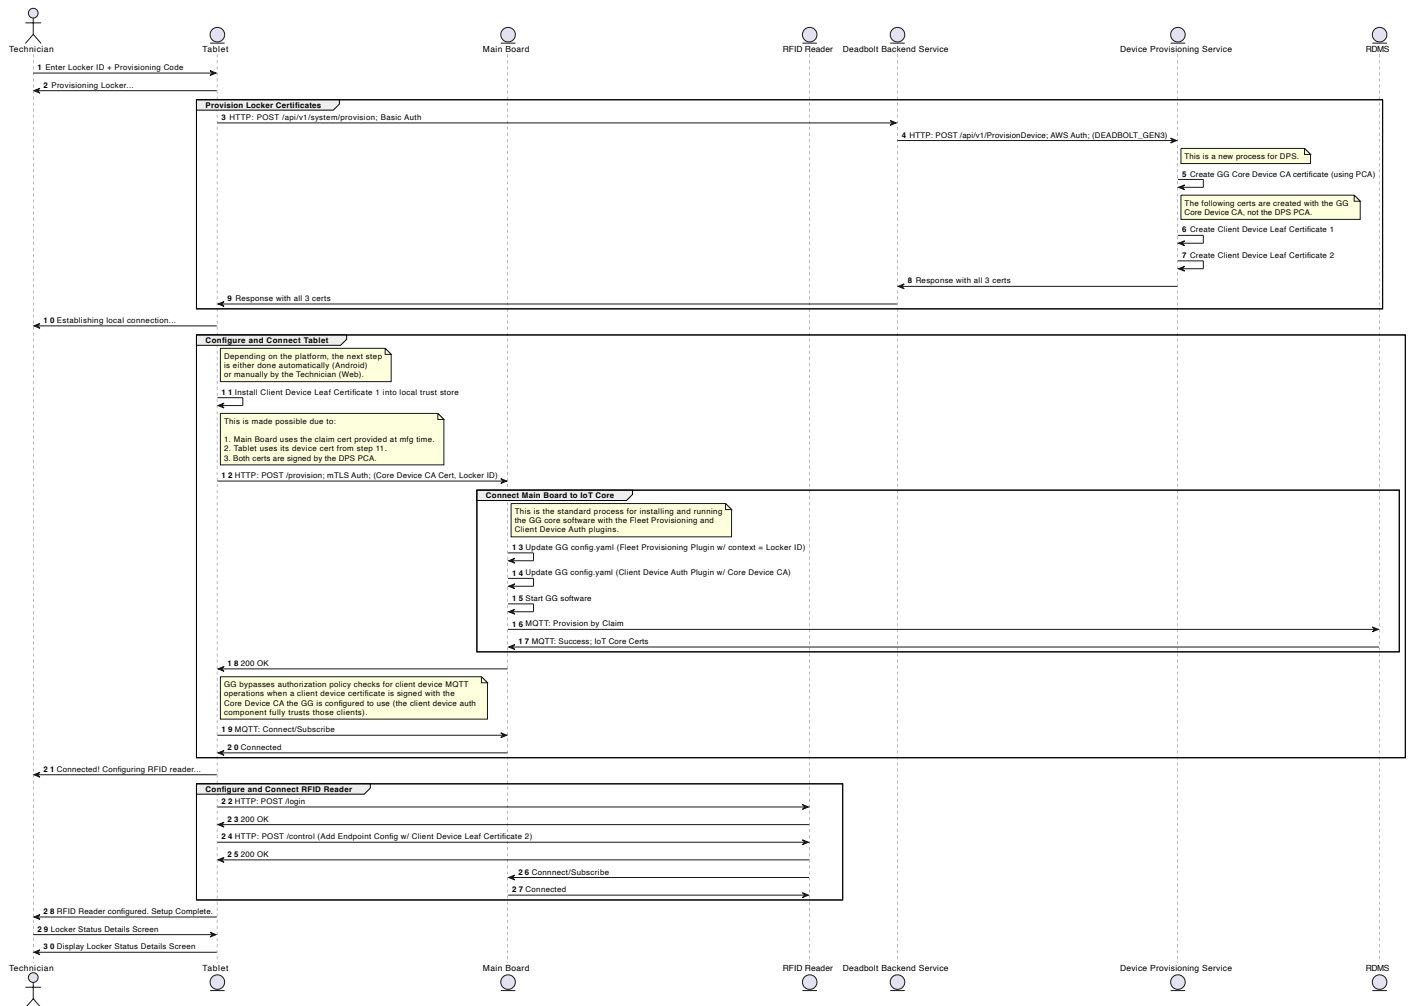 Technician
Tablet
Main Board
RFID Reader
Deadbolt Backend Service
Device Provisioning Service
RDMS
1 Enter Locker ID + Provisioning Code
2 Provisioning Locker...
Provision Locker Certificates
3 HTTP: POST /api/v1/system/provision; Basic Auth
4 HTTP: POST /api/v1/ProvisionDevice; AWS Auth; (DEADBOLT_GEN3)
This is a new process for DPS.
5 Create GG Core Device CA certificate (using PCA)
The following certs are created with the GG
Core Device CA, not the DPS PCA.
6 Create Client Device Leaf Certificate 1
7 Create Client Device Leaf Certificate 2
8 Response with all 3 certs
9 Response with all 3 certs
10 Establishing local connection...
Configure and Connect Tablet
Depending on the platform, the next step
is either done automatically (Android)
or manually by the Technician (Web).
11 Install Client Device Leaf Certificate 1 into local trust store
This is made possible due to:
1. Main Board uses the claim cert provided at mfg time.
2. Tablet uses its device cert from step 11.
3. Both certs are signed by the DPS PCA.
12 HTTP: POST /provision; mTLS Auth; (Core Device CA Cert, Locker ID)
Connect Main Board to IoT Core
This is the standard process for installing and running
the GG core software with the Fleet Provisioning and
Client Device Auth plugins.
13 Update GG config.yaml (Fleet Provisioning Plugin w/ context = Locker ID)
14 Update GG config.yaml (Client Device Auth Plugin w/ Core Device CA)
15 Start GG software
16 MQTT: Provision by Claim
17 MQTT: Success; IoT Core Certs
18 200 OK
GG bypasses authorization policy checks for client device MQTT
operations when a client device certificate is signed with the
Core Device CA the GG is configured to use (the client device auth
component fully trusts those clients).
19 MQTT: Connect/Subscribe
20 Connected
21 Connected! Configuring RFID reader...
Configure and Connect RFID Reader
22 HTTP: POST /login
23 200 OK
24 HTTP: POST /control (Add Endpoint Config w/ Client Device Leaf Certificate 2)
25 200 OK
26 Connnect/Subscribe
27 Connected
28 RFID Reader configured. Setup Complete.
29 Locker Status Details Screen
30 Display Locker Status Details Screen
Technician
Tablet
Main Board
RFID Reader
Deadbolt Backend Service
Device Provisioning Service
RDMS